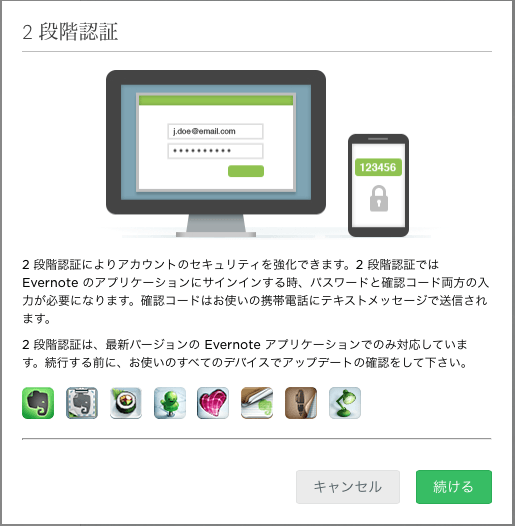 2 段階認証
j.doe@email.com
123456
2 段階認証によりアカウントのセキュリティを強化できます。2 段階認証では
Evernote のアプリケーションにサインインする時、パスワードと確認コード両方の入
力が必要になります。確認コードはお使いの携帯電話にテキストメッセージで送信され
ます。
2 段階認証は、最新バージョンの Evernote アプリケーションでのみ対応していま
す。続行する前に、お使いのすべてのデバイスでアップデートの確認をして下さい。
キャンセル
続ける